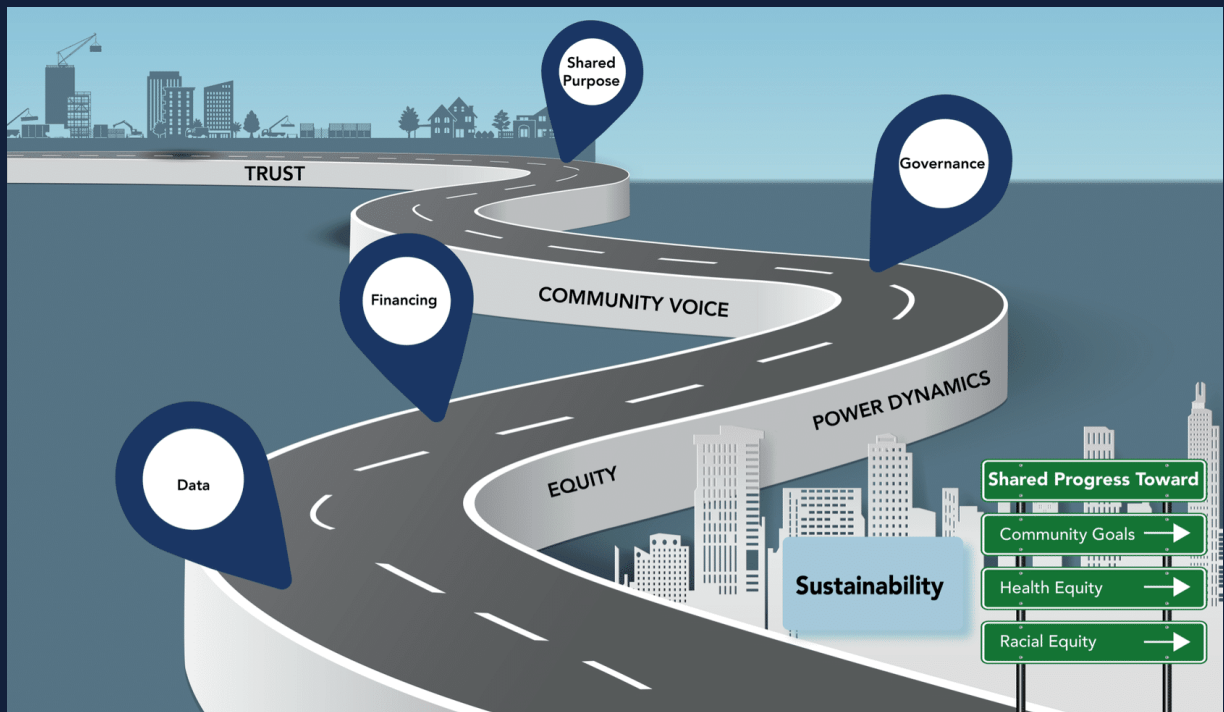 Shared
Purpose
Governance
TRUST
Financing
COMMUNITY VOICE
POWER DYNAMICS
EQUITY
Data
Sustainability
Shared Progress Toward
Community Goals
Health Equity
Racial Equity